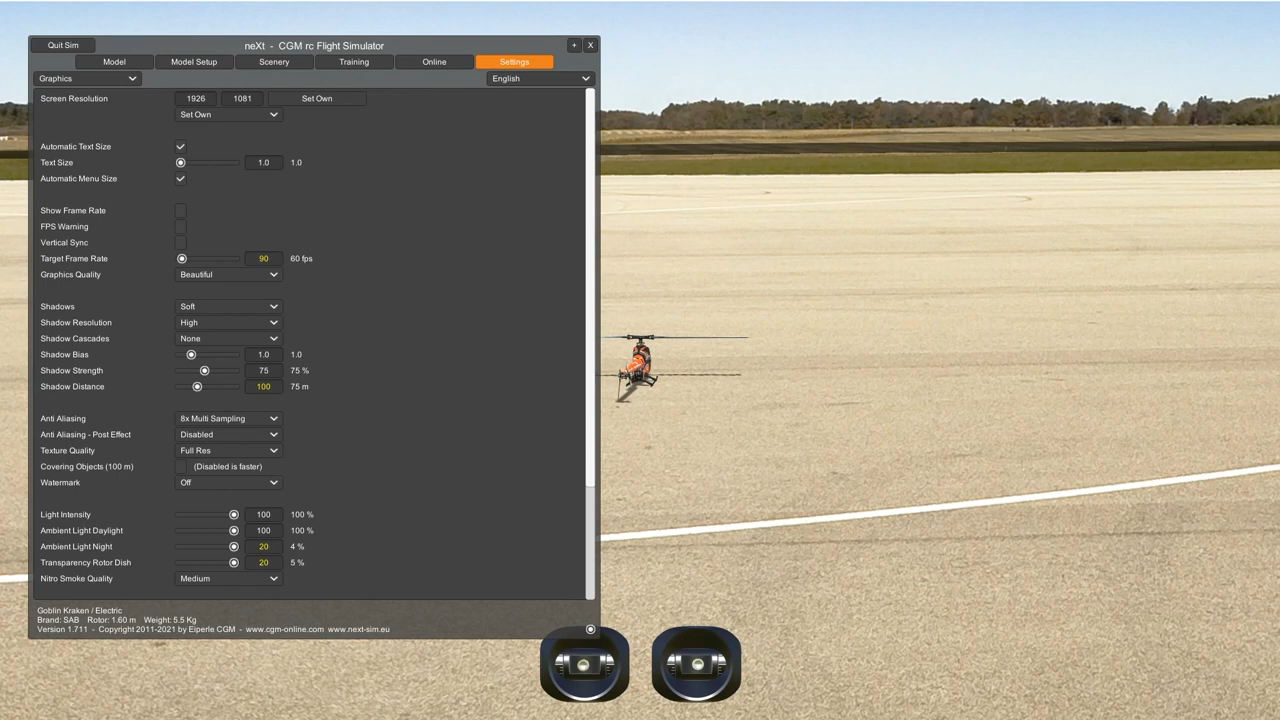 Quit Sim
neXt - CGM rc Flight Simulator
+ X
Model Model Setup Scenery Training Online Settings
Graphics English
Screen Resolution 1926 1081 Set Own
Set Own
Automatic Text Size
Text Size 1.0 1.0
Automatic Menu Size
Show Frame Rate
FPS Warning
Vertical Sync
Target Frame Rate 90 60 fps
Graphics Quality Beautiful
Shadows Soft
Shadow Resolution High
Shadow Cascades None
Shadow Bias 1.0 1.0
Shadow Strength 75 75 %
Shadow Distance 100 75 m
Anti Aliasing 8x Multi Sampling
Anti Aliasing - Post Effect Disabled
Texture Quality Full Res
Covering Objects (100 m) (Disabled is faster)
Watermark Off
Light Intensity 100 100 %
Ambient Light Daylight 100 100 %
Ambient Light Night 20 4 %
Transparency Rotor Dish 20 5 %
Nitro Smoke Quality Medium
Goblin Kraken / Electric
Brand: SAB Rotor: 1.60 m Weight: 5.5 Kg
Version 1.711 - Copyright 2011-2021 by Eiperle CGM - www.cgm-online.com www.next-sim.eu